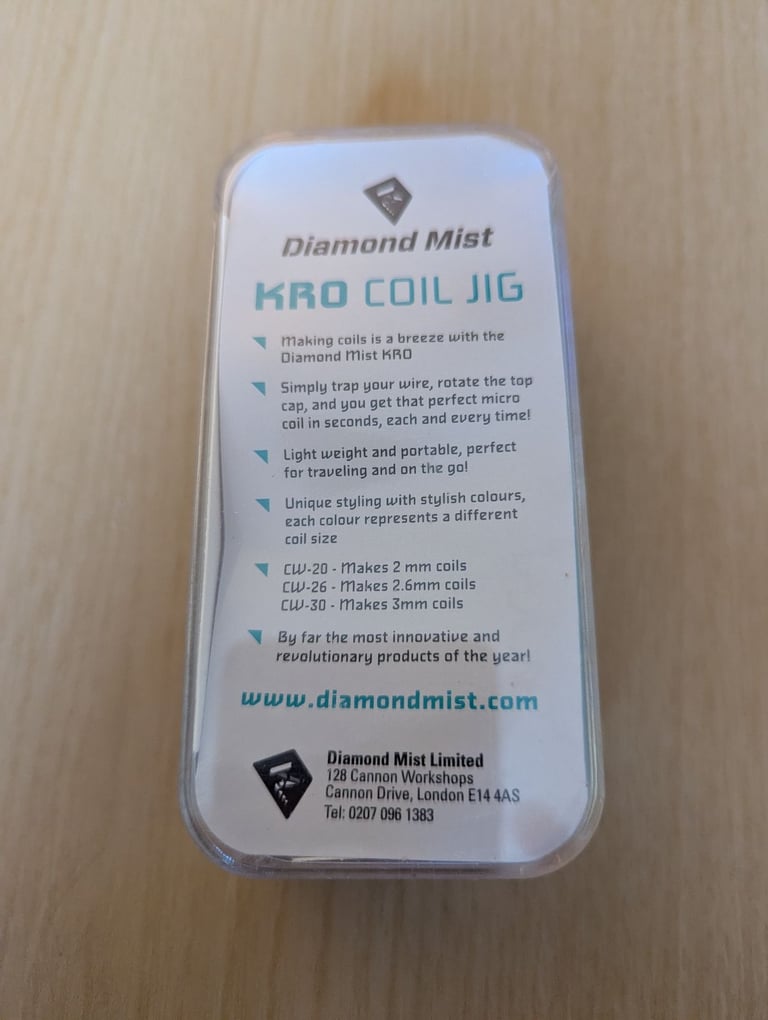 Diamond Mist
KRO COIL JIG
Making coils is a breeze with the
Diamond Mist KRO
Simply trap your wire, rotate the top
cap, and you get that perfect micro
coil in seconds, each and every time!
Light weight and portable, perfect
for traveling and on the go!
Unique styling with stylish colours,
each colour represents a different
coil size
CW-20 - Makes 2 mm coils
CW-26 - Makes 2.6mm coils
CW-30 - Makes 3mm coils
By far the most innovative and
revolutionary products of the year!
www.diamondmist.com
Diamond Mist Limited
128 Cannon Workshops
Cannon Drive, London E14 4AS
Tel: 0207 096 1383